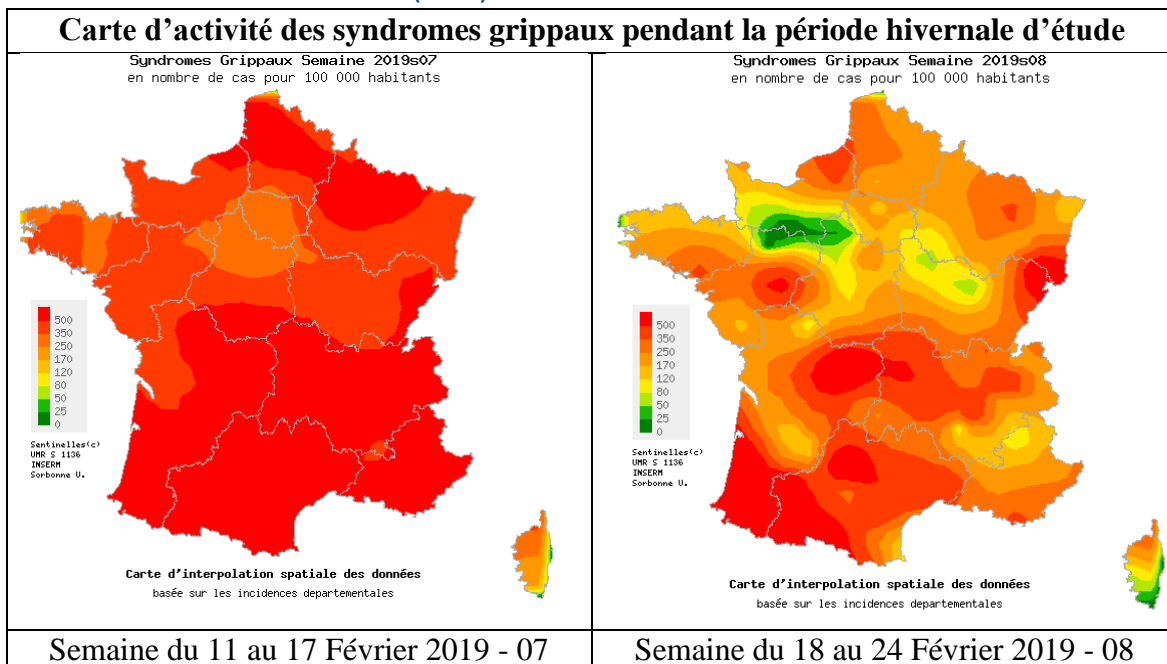 Carte d'activité des syndromes grippaux pendant la période hivernale d'étude
Syndromes Grippaux Semaine 2019s07
en nombre de cas pour 100 000 habitants
500
350
250
170
120
80
50
25
0
Sentinelles(c)
UMR S 1136
INSERM
Sorbonne U.
Carte d'interpolation spatiale des données
basée sur les incidences departementales
Semaine du 11 au 17 Février 2019 - 07
Syndromes Grippaux Semaine 2019s08
en nombre de cas pour 100 000 habitants
500
350
250
170
120
80
50
25
0
Sentinelles(c)
UMR S 1136
INSERM
Sorbonne U.
Carte d'interpolation spatiale des données
basée sur les incidences departementales
Semaine du 18 au 24 Février 2019 - 08